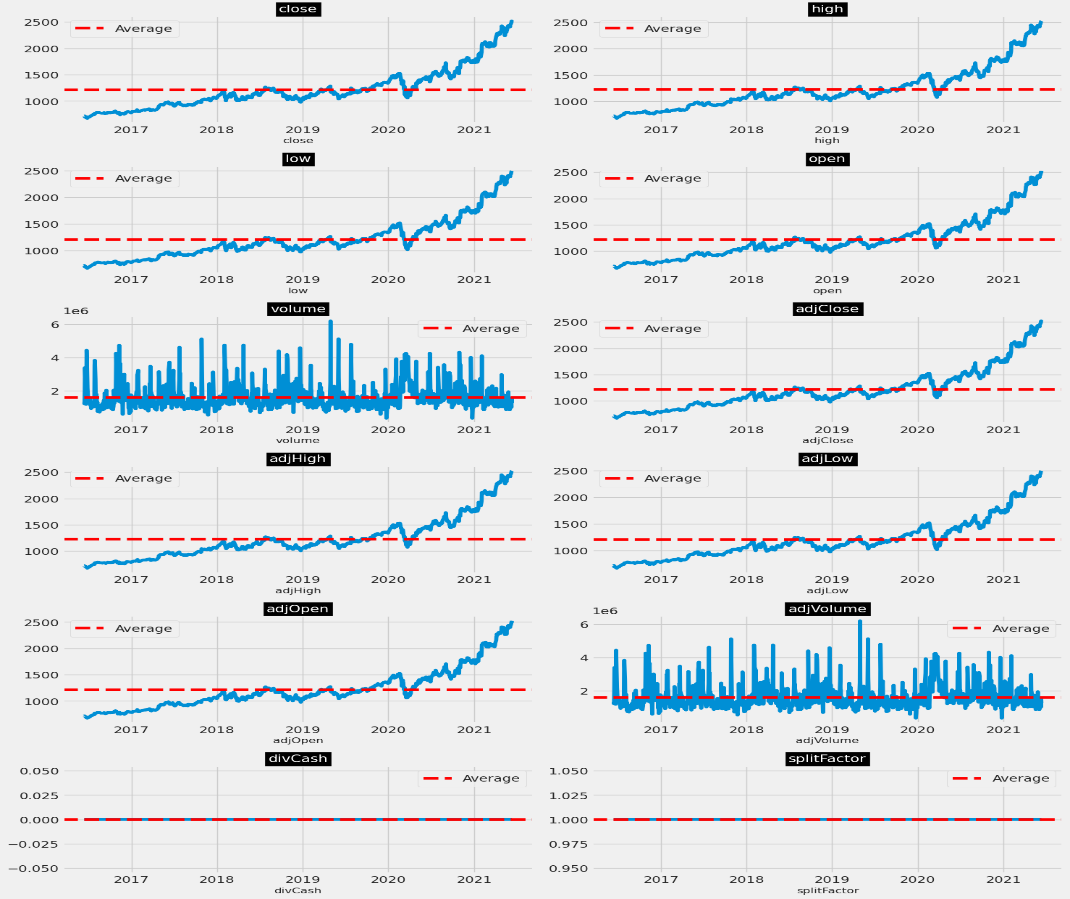 close
2500
2000
1500
1000
Average
2017 2018 2019 2020 2021
close
high
2500
2000
1500
1000
Average
2017 2018 2019 2020 2021
high
low
2500
2000
1500
1000
Average
2017 2018 2019 2020 2021
low
open
2500
2000
1500
1000
Average
2017 2018 2019 2020 2021
open
volume
1e6
6
4
2
Average
2017 2018 2019 2020 2021
volume
adjClose
2500
2000
1500
1000
Average
2017 2018 2019 2020 2021
adjClose
adjHigh
2500
2000
1500
1000
Average
2017 2018 2019 2020 2021
adjHigh
adjLow
2500
2000
1500
1000
Average
2017 2018 2019 2020 2021
adjLow
adjOpen
2500
2000
1500
1000
Average
2017 2018 2019 2020 2021
adjOpen
adjVolume
1e6
6
4
2
Average
2017 2018 2019 2020 2021
adjVolume
divCash
0.050
0.025
0.000
−0.025
−0.050
Average
2017 2018 2019 2020 2021
divCash
splitFactor
1.050
1.025
1.000
0.975
0.950
Average
2017 2018 2019 2020 2021
splitFactor